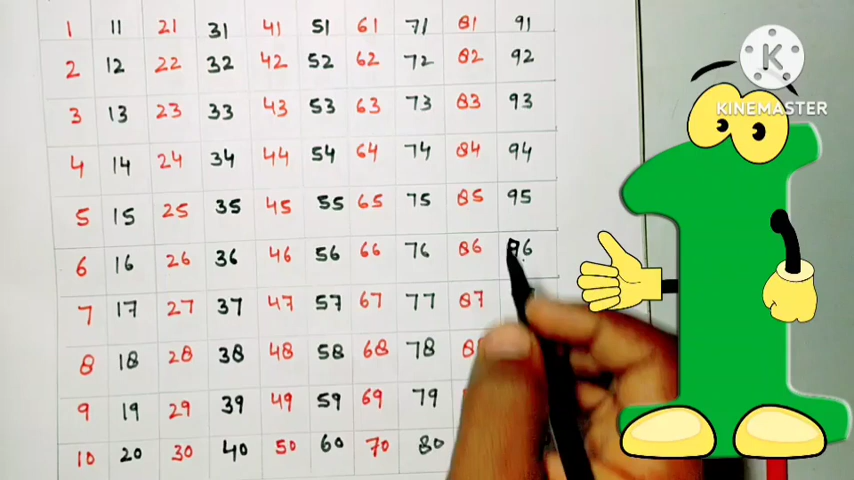 1 11 21 31 41 51 61 71 81 91
2 12 22 32 42 52 62 72 82 92
3 13 23 33 43 53 63 73 83 93
4 14 24 34 44 54 64 74 84 94
5 15 25 35 45 55 65 75 85 95
6 16 26 36 46 56 66 76 86 96
7 17 27 37 47 57 67 77 87
8 18 28 38 48 58 68 78
9 19 29 39 49 59 69 79
10 20 30 40 50 60 70 80
K
KINEMASTER